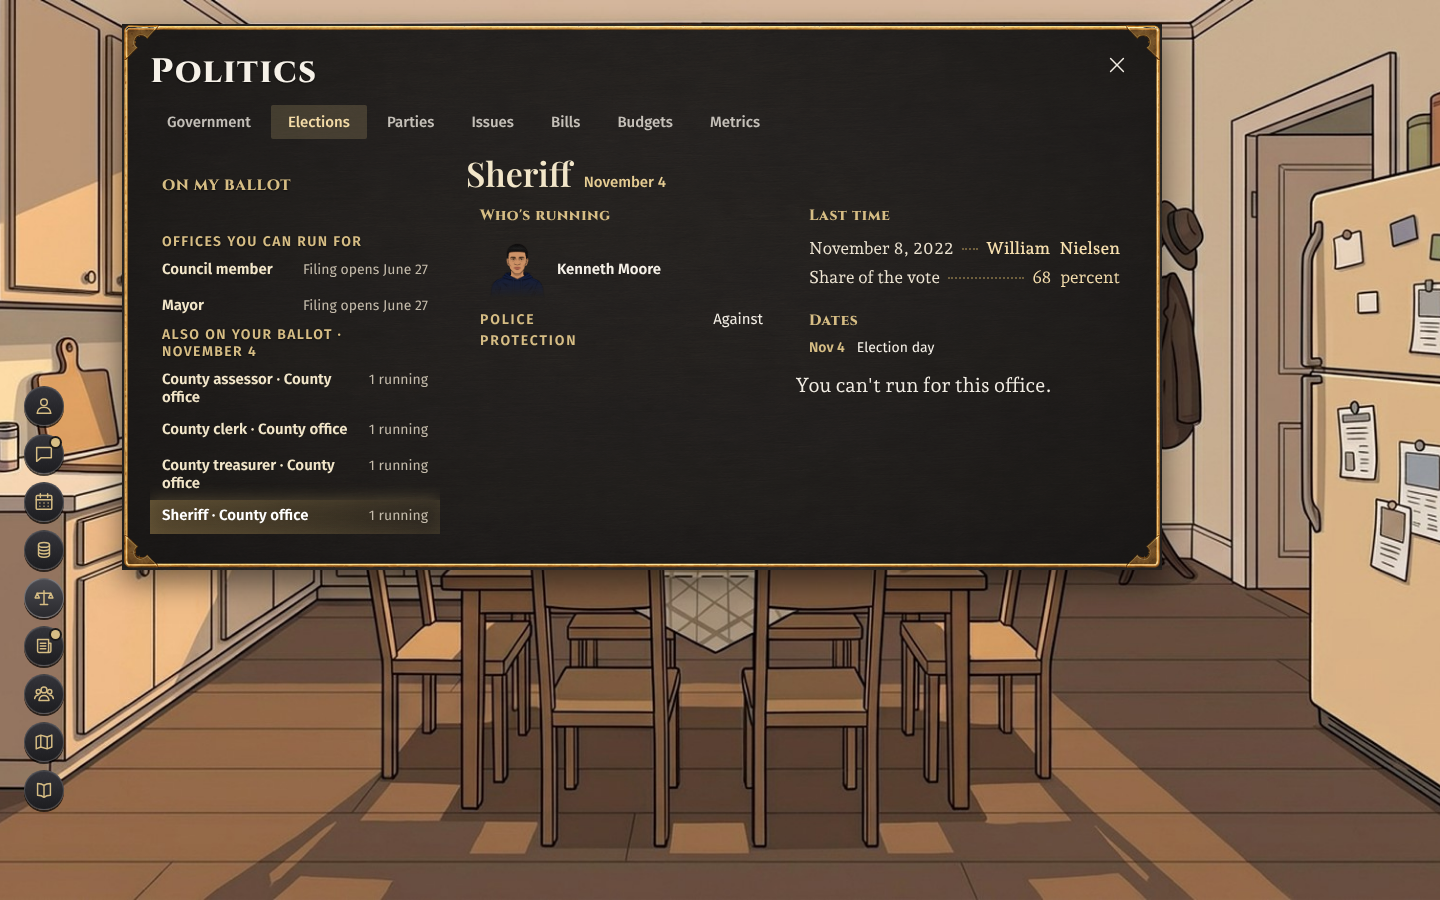 Politics
Government Elections Parties Issues Bills Budgets Metrics
ON MY BALLOT
OFFICES YOU CAN RUN FOR
Council member Filing opens June 27
Mayor Filing opens June 27
ALSO ON YOUR BALLOT ·
NOVEMBER 4
County assessor · County
office
1 running
County clerk · County office 1 running
County treasurer · County
office
1 running
Sheriff · County office 1 running
Sheriff November 4
Who's running
Kenneth Moore
POLICE
PROTECTION
Against
Last time
November 8, 2022 William Nielsen
Share of the vote 68 percent
Dates
Nov 4 Election day
You can't run for this office.